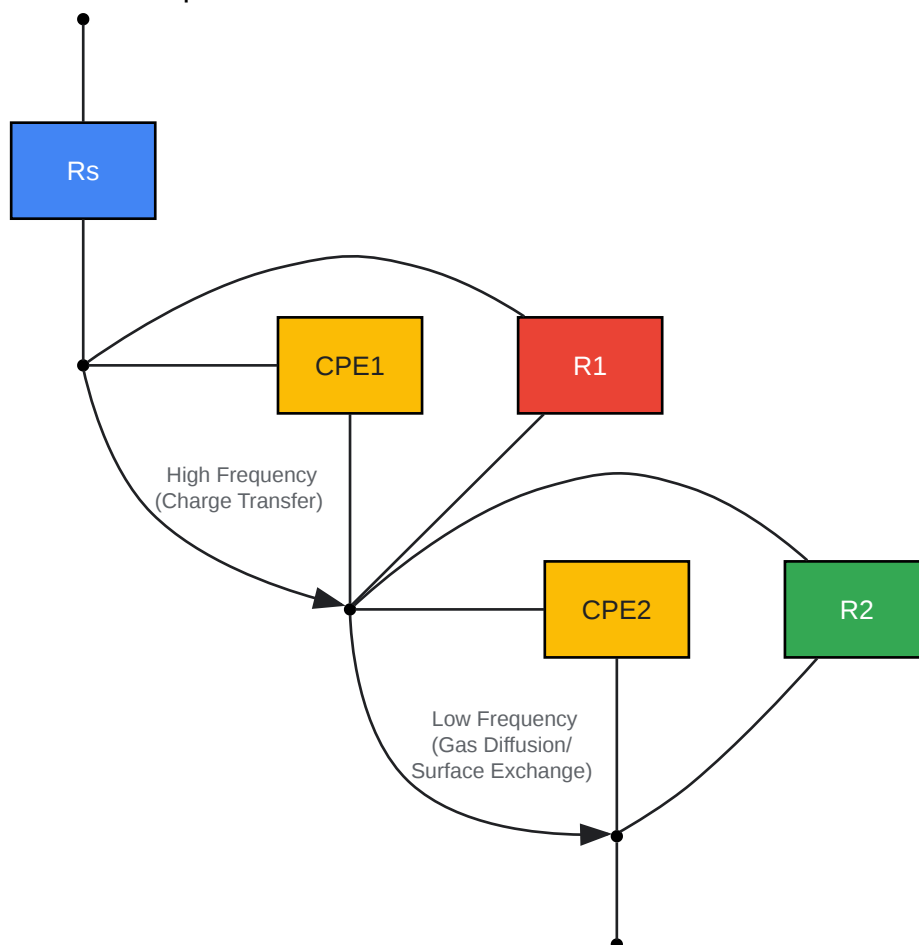 Rs
CPE1
R1
High Frequency
(Charge Transfer)
CPE2
R2
Low Frequency
(Gas Diffusion/
Surface Exchange)